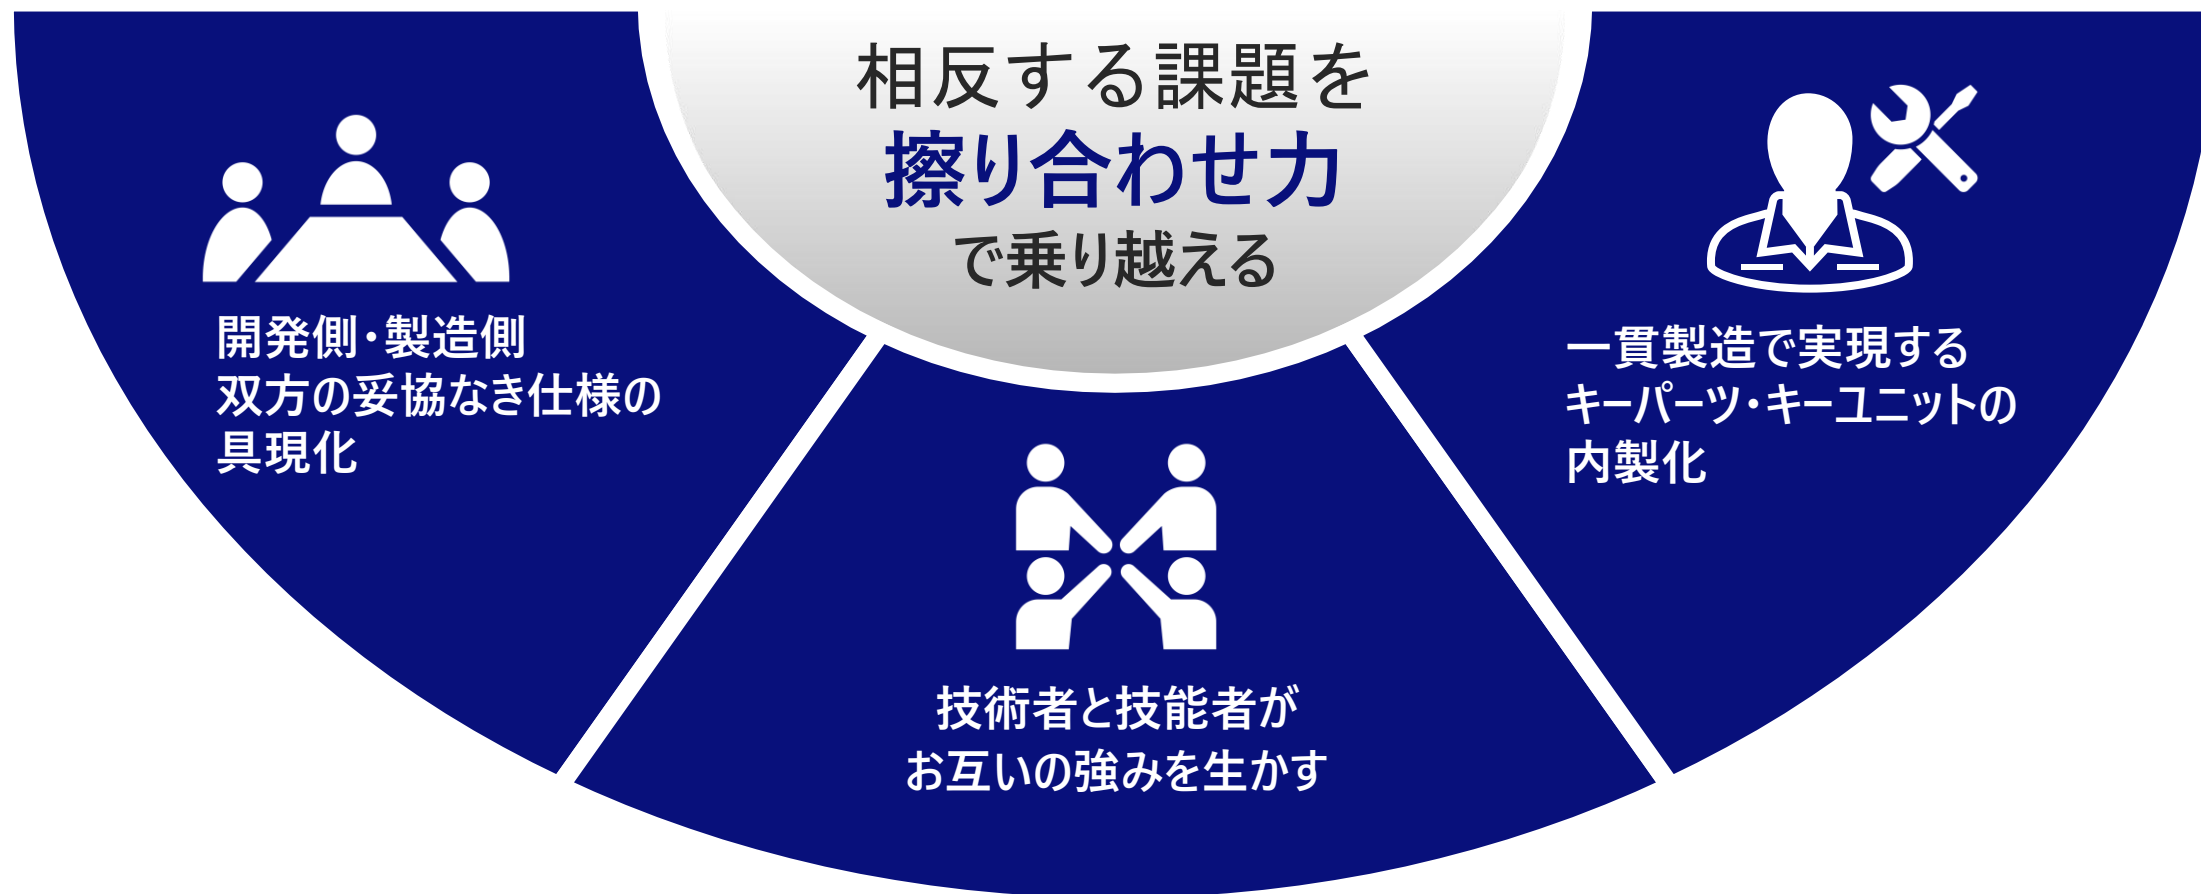 相反する課題を
擦り合わせ力
で乗り越える
開発側・製造側
双方の妥協なき仕様の
具現化
技術者と技能者が
お互いの強みを生かす
一貫製造で実現する
キーパーツ・キーユニットの
内製化